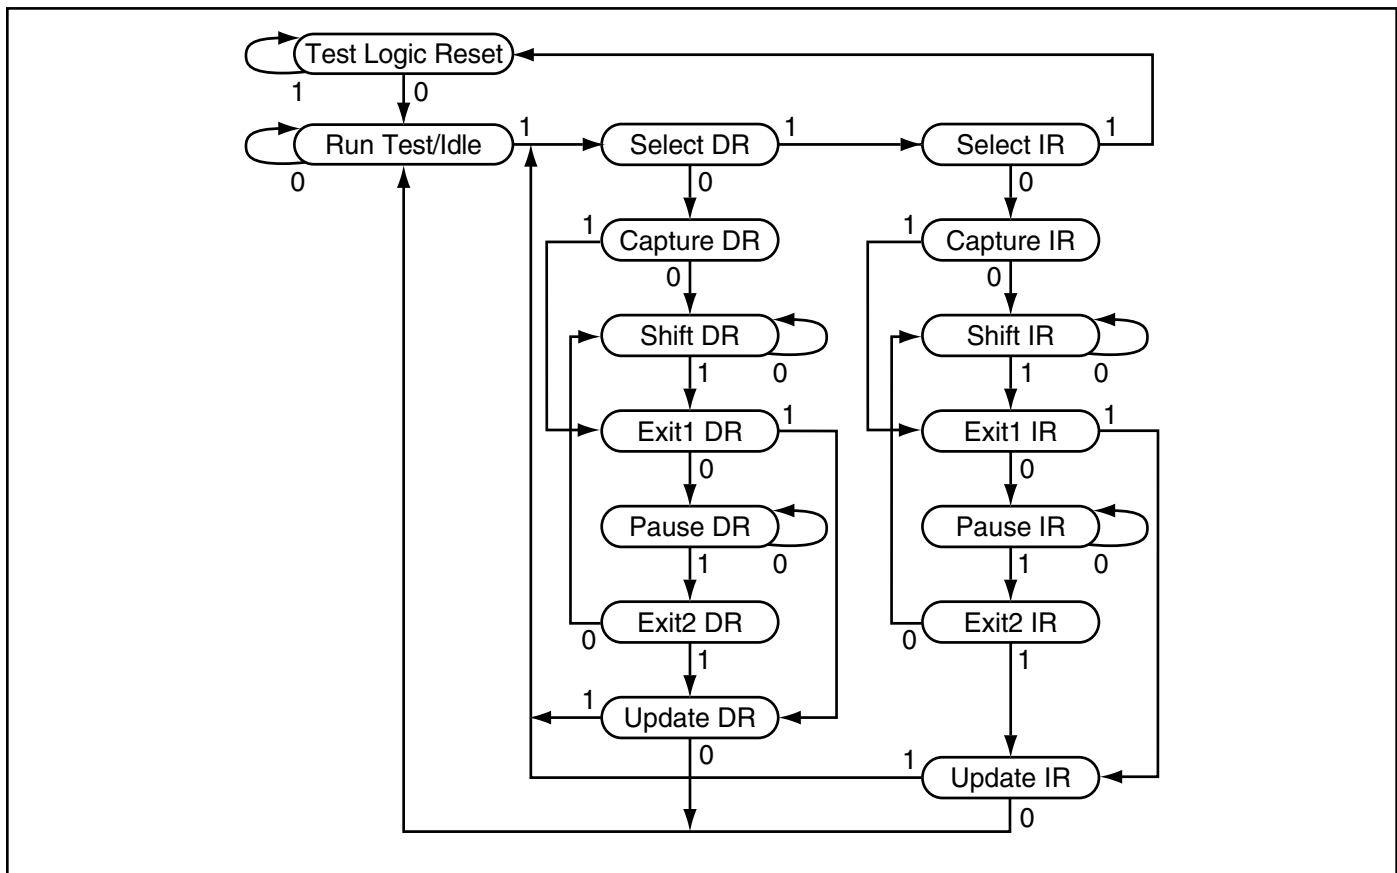 Test Logic Reset
1 0
Run Test/Idle 1 Select DR 1 Select IR 1
0 0 0
1 Capture DR 1 Capture IR
0 0
Shift DR Shift IR
1 0 1 0
Exit1 DR 1 Exit1 IR 1
0 0
Pause DR Pause IR
1 0 1 0
Exit2 DR Exit2 IR
0 1 0 1
1 Update DR
0 1 Update IR
0